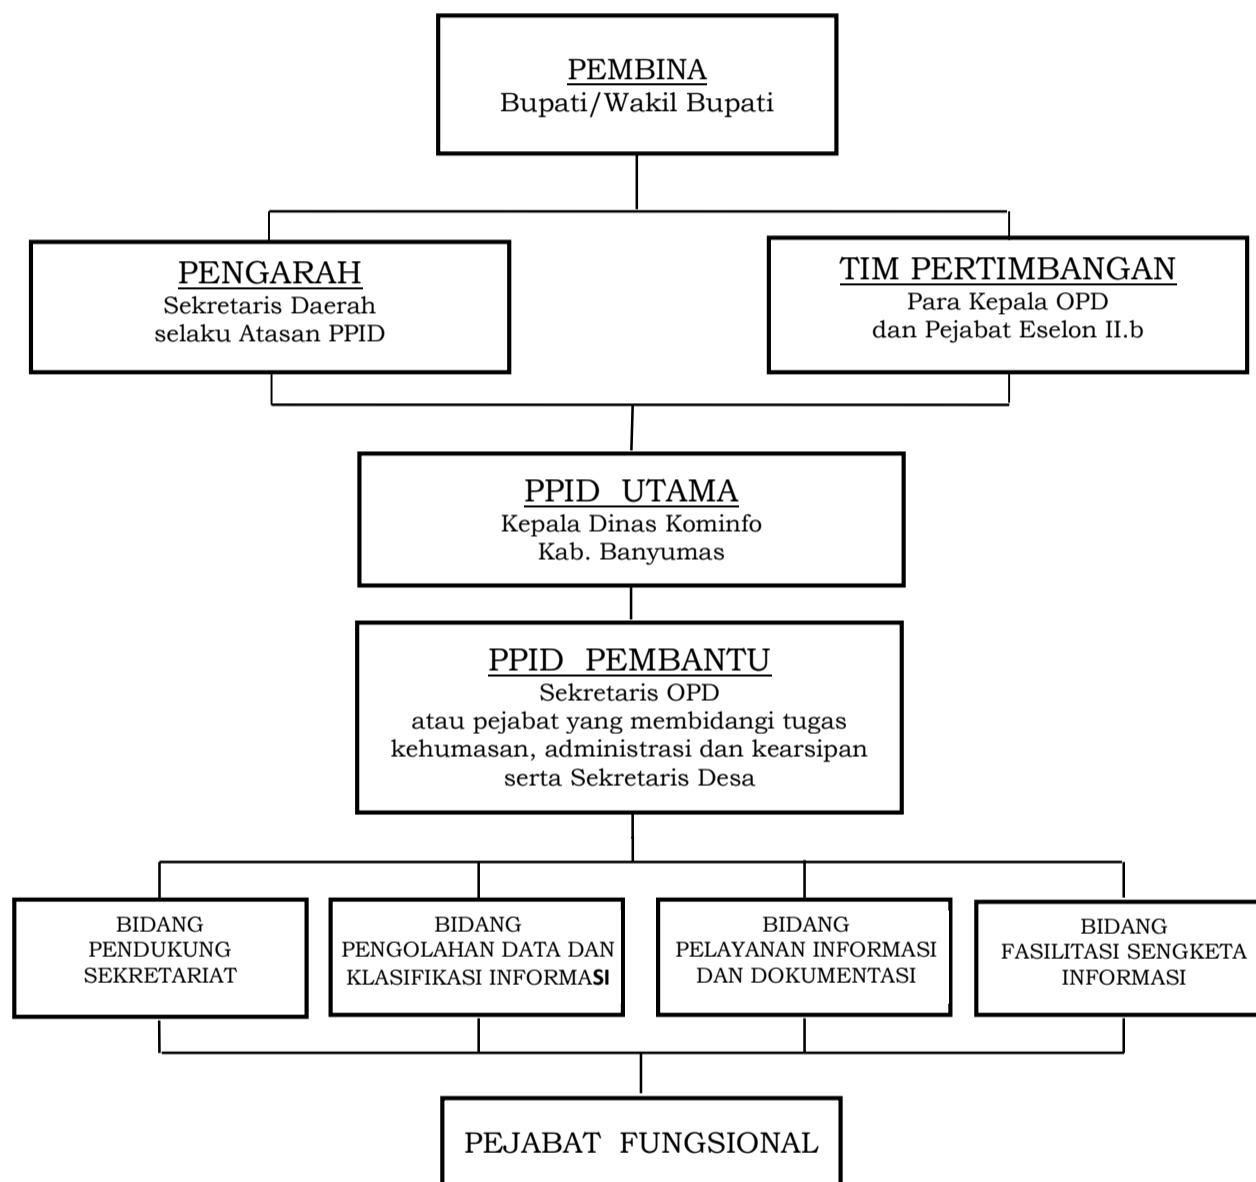 PEMBINA
Bupati/Wakil Bupati
PENGARAH
Sekretaris Daerah
selaku Atasan PPID
TIM PERTIMBANGAN
Para Kepala OPD
dan Pejabat Eselon II.b
PPID UTAMA
Kepala Dinas Kominfo
Kab. Banyumas
PPID PEMBANTU
Sekretaris OPD
atau pejabat yang membidangi tugas
kehumasan, administrasi dan kearsipan
serta Sekretaris Desa
BIDANG
PENDUKUNG
SEKRETARIAT
BIDANG
PENGOLAHAN DATA DAN
KLASIFIKASI INFORMASI
BIDANG
PELAYANAN INFORMASI
DAN DOKUMENTASI
BIDANG
FASILITASI SENGKETA
INFORMASI
PEJABAT FUNGSIONAL